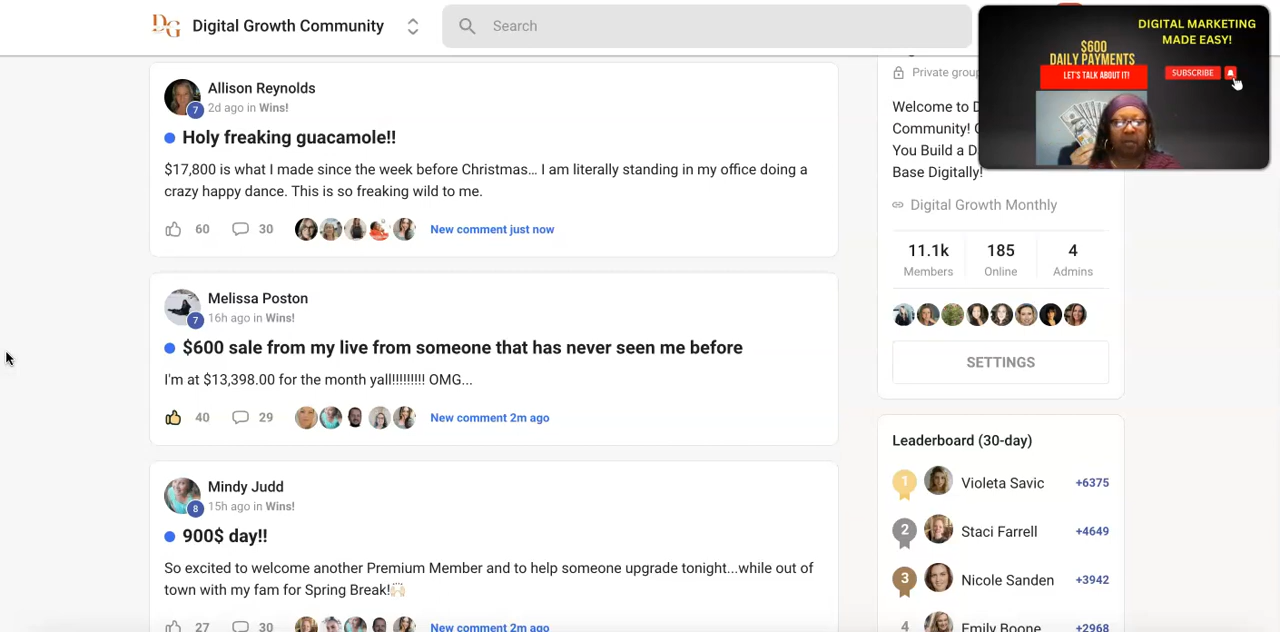 DG Digital Growth Community
Search
Allison Reynolds
7
2d ago in Wins!
Holy freaking guacamole!!
$17,800 is what I made since the week before Christmas... I am literally standing in my office doing a
crazy happy dance. This is so freaking wild to me.
60 30 New comment just now
Melissa Poston
7
16h ago in Wins!
$600 sale from my live from someone that has never seen me before
I'm at $13,398.00 for the month yall!!!!!!!!! OMG...
40 29 New comment 2m ago
Mindy Judd
8
15h ago in Wins!
900$ day!!
So excited to welcome another Premium Member and to help someone upgrade tonight...while out of
town with my fam for Spring Break!🙌🏻
27 30 New comment 2m ago
DIGITAL MARKETING
MADE EASY!
$600
DAILY PAYMENTS
LET'S TALK ABOUT IT!
SUBSCRIBE
Private group
Welcome to
Community!
You Build a
Base Digitally!
Digital Growth Monthly
11.1k 185 4
Members Online Admins
SETTINGS
Leaderboard (30-day)
1 Violeta Savic +6375
2 Staci Farrell +4649
3 Nicole Sanden +3942
4 Emily Boone +2968